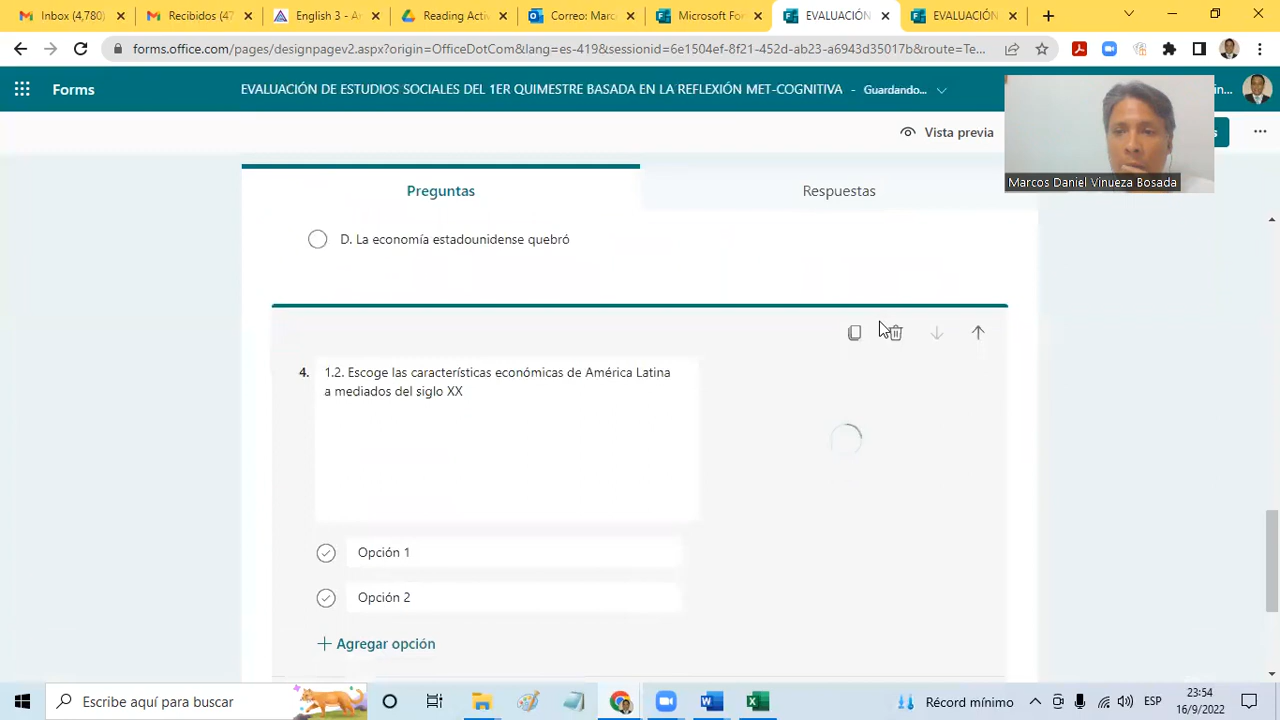 Inbox (4,780)
Recibidos (47
English 3 - A
Reading Activ
Correo: Marc
Microsoft For
EVALUACIÓN
EVALUACIÓN
forms.office.com/pages/designpagev2.aspx?origin=OfficeDotCom&lang=es-419&sessionid=6e1504ef-8f21-452d-ab23-a6943d35017b&route=Te...
Forms
EVALUACIÓN DE ESTUDIOS SOCIALES DEL 1ER QUIMESTRE BASADA EN LA REFLEXIÓN MET-COGNITIVA - Guardando...
Vista previa
Marcos Daniel Vinueza Bosada
Preguntas
Respuestas
D. La economía estadounidense quebró
4. 1.2. Escoge las características económicas de América Latina
a mediados del siglo XX
Opción 1
Opción 2
Agregar opción
Escribe aquí para buscar
Récord mínimo
ESP
23:54
16/9/2022